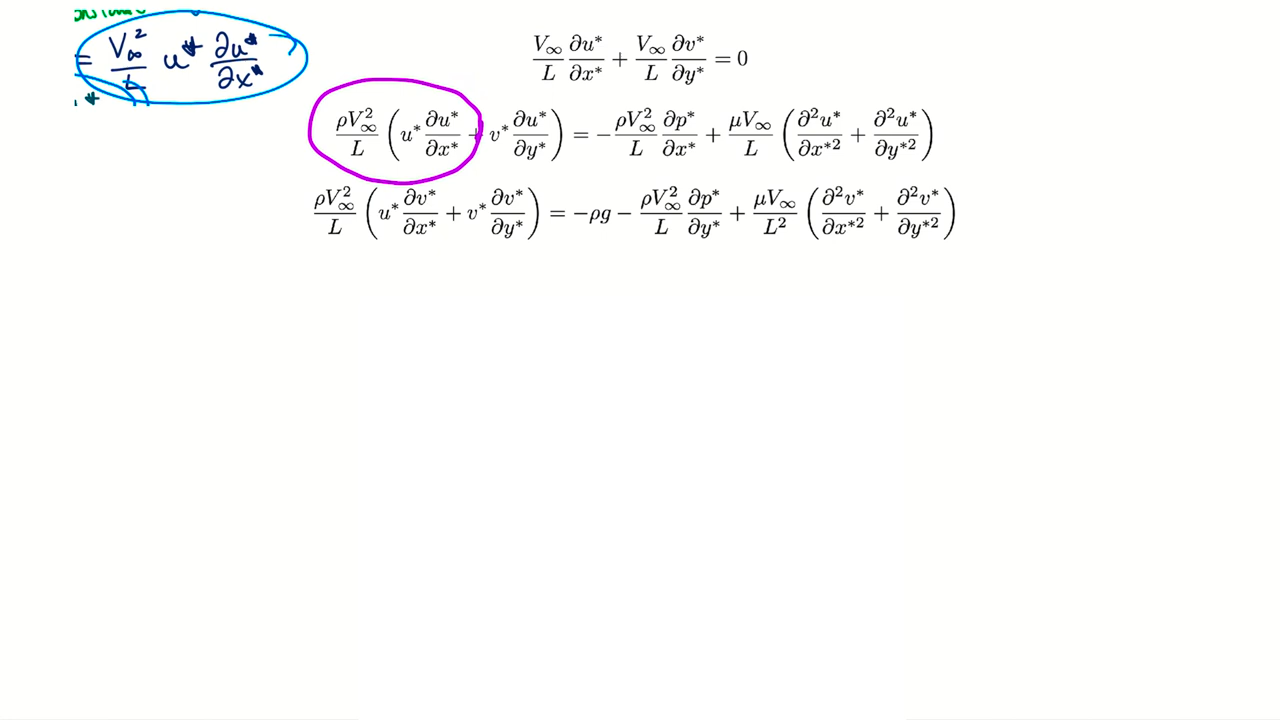 = V∞²/L u* ∂u*/∂x*
V∞/L ∂u*/∂x* + V∞/L ∂v*/∂y* = 0
ρV∞²/L (u* ∂u*/∂x* + v* ∂u*/∂y*) = −ρV∞²/L ∂p*/∂x* + μV∞/L (∂²u*/∂x*² + ∂²u*/∂y*²)
ρV∞²/L (u* ∂v*/∂x* + v* ∂v*/∂y*) = −ρg − ρV∞²/L ∂p*/∂y* + μV∞/L² (∂²v*/∂x*² + ∂²v*/∂y*²)